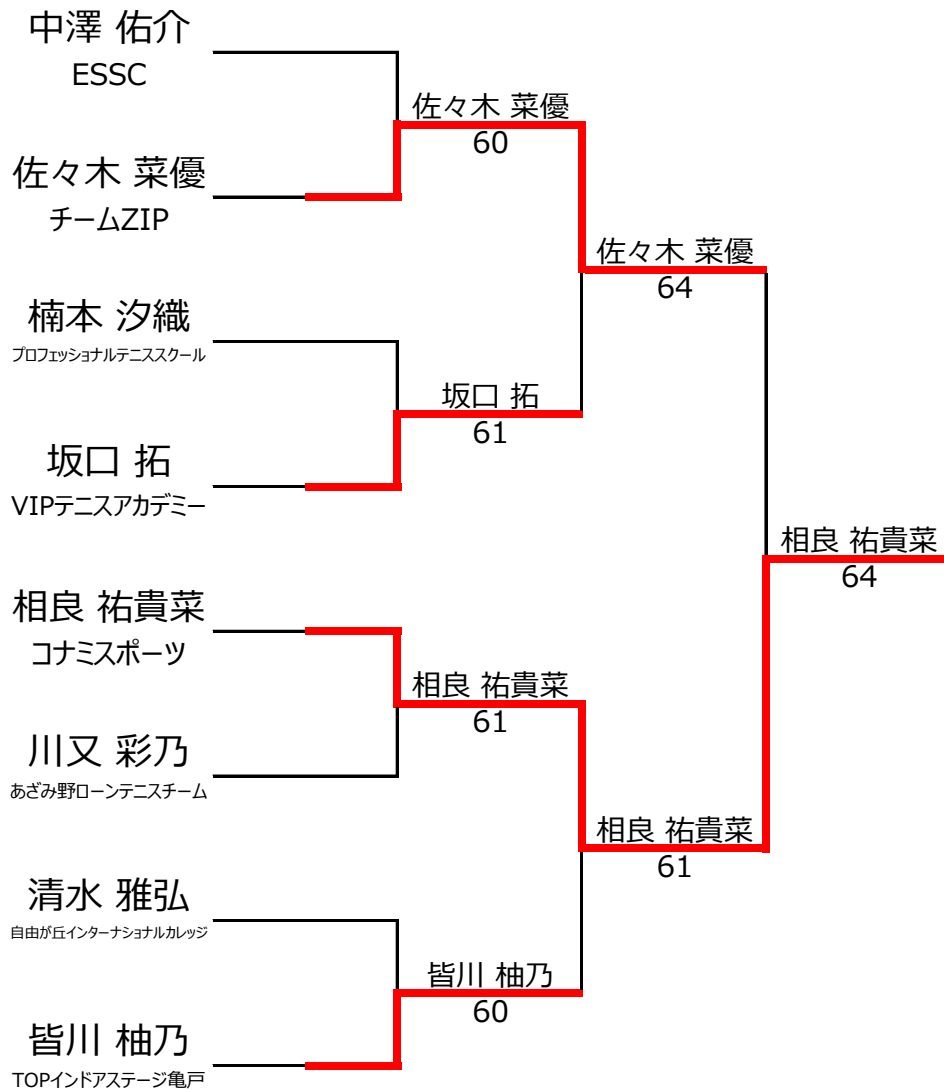 中澤 佑介
ESSC
佐々木 菜優
60
佐々木 菜優
チームZIP
佐々木 菜優
64
楠本 汐織
プロフェッショナルテニススクール
坂口 拓
61
坂口 拓
VIPテニスアカデミー
相良 祐貴菜
64
相良 祐貴菜
コナミスポーツ
相良 祐貴菜
61
川又 彩乃
あざみ野ローンテニスチーム
相良 祐貴菜
61
清水 雅弘
自由が丘インターナショナルカレッジ
皆川 柚乃
60
皆川 柚乃
TOPインドアステージ亀戸